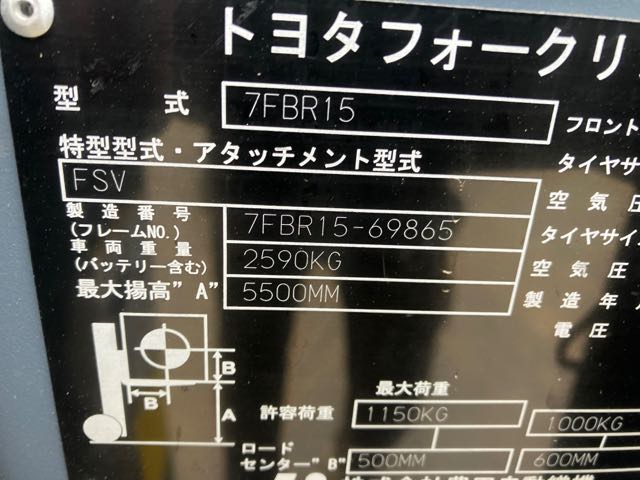 トヨタフォークリ
型 式 7FBR15
フロント
特型型式・アタッチメント型式
タイヤサ
FSV
空気圧
製造番号
(フレームNO.) 7FBR15-69865
タイヤサイ
車両重量
(バッテリー含む) 2590KG
空気圧
最大揚高"A" 5500MM
製造年
電圧
B
B
A
最大荷重
許容荷重 1150KG 1000KG
ロード
センター"B" 500MM 600MM